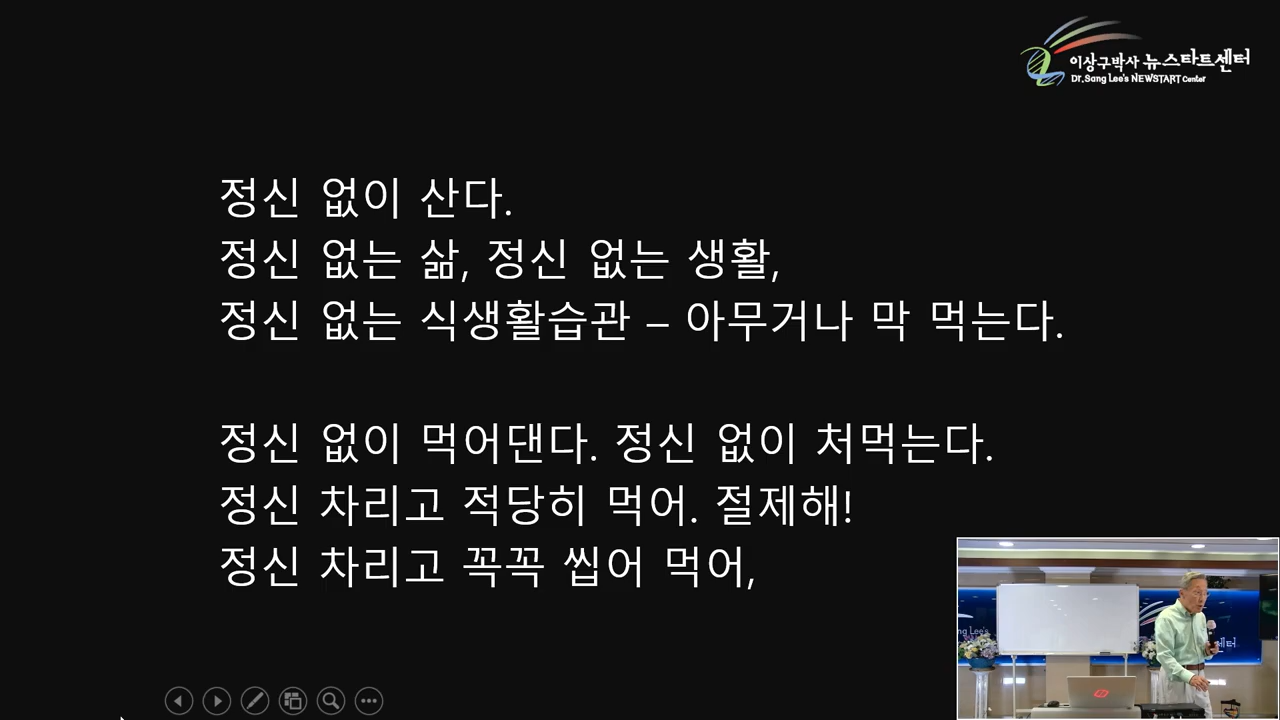 이상구박사 뉴스타트센터
Dr.Sang Lee's NEWSTART Center
정신 없이 산다.
정신 없는 삶, 정신 없는 생활,
정신 없는 식생활습관 – 아무거나 막 먹는다.
정신 없이 먹어댄다. 정신 없이 처먹는다.
정신 차리고 적당히 먹어. 절제해!
정신 차리고 꼭꼭 씹어 먹어,
ng Lee's
센터